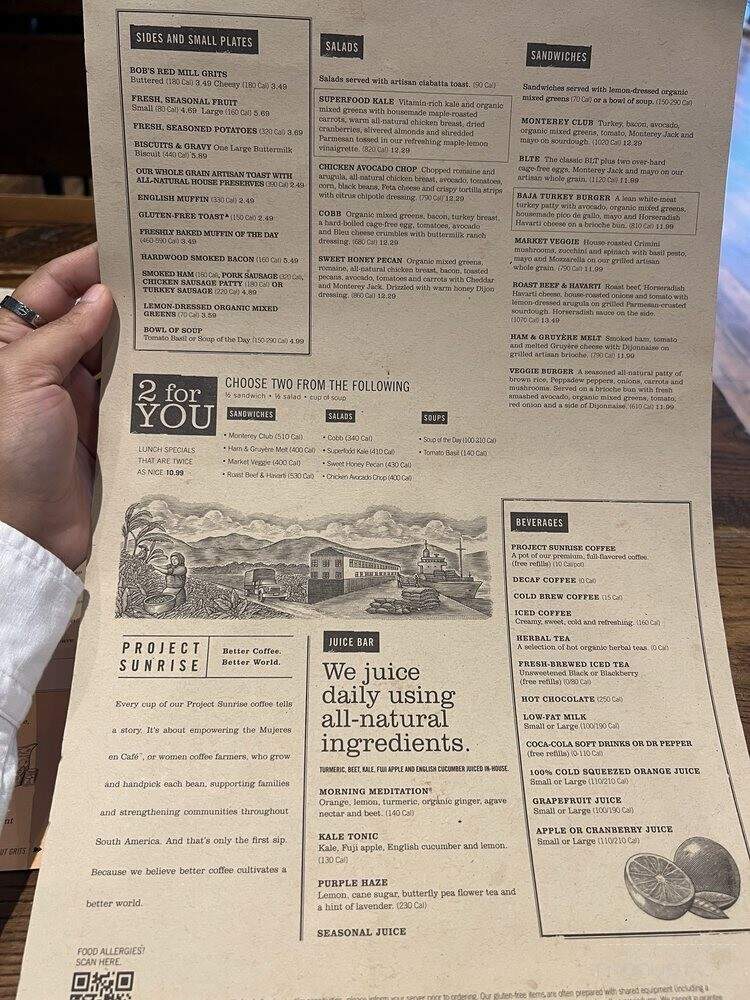 SIDES AND SMALL PLATES
BOB'S RED MILL GRITS
Buttered (180 Cal) 3.49 Cheesy (180 Cal) 3.49
FRESH, SEASONAL FRUIT
Small (80 Cal) 4.69 Large (160 Cal) 5.69
FRESH, SEASONED POTATOES (320 Cal) 3.69
BISCUITS & GRAVY One Large Buttermilk
Biscuit (440 Cal) 5.89
OUR WHOLE GRAIN ARTISAN TOAST WITH
ALL-NATURAL HOUSE PRESERVES (390 Cal) 2.49
ENGLISH MUFFIN (330 Cal) 2.49
GLUTEN-FREE TOAST* (150 Cal) 2.49
FRESHLY BAKED MUFFIN OF THE DAY
(460-590 Cal) 3.49
HARDWOOD SMOKED BACON (160 Cal) 5.49
SMOKED HAM (160 Cal), PORK SAUSAGE (320 Cal),
CHICKEN SAUSAGE PATTY (180 Cal) OR
TURKEY SAUSAGE (220 Cal) 4.89
LEMON-DRESSED ORGANIC MIXED
GREENS (70 Cal) 3.59
BOWL OF SOUP
Tomato Basil or Soup of the Day (150-290 Cal) 4.99
SALADS
Salads served with artisan ciabatta toast. (90 Cal)
SUPERFOOD KALE Vitamin-rich kale and organic
mixed greens with housemade maple-roasted
carrots, warm all-natural chicken breast, dried
cranberries, slivered almonds and shredded
Parmesan tossed in our refreshing maple-lemon
vinaigrette. (820 Cal) 12.29
CHICKEN AVOCADO CHOP Chopped romaine and
arugula, all-natural chicken breast, avocado, tomatoes,
corn, black beans, Feta cheese and crispy tortilla strips
with citrus chipotle dressing. (790 Cal) 12.29
COBB Organic mixed greens, bacon, turkey breast,
a hard-boiled cage-free egg, tomatoes, avocado
and Bleu cheese crumbles with buttermilk ranch
dressing. (680 Cal) 12.29
SWEET HONEY PECAN Organic mixed greens,
romaine, all-natural chicken breast, bacon, toasted
pecans, avocado, tomatoes and carrots with Cheddar
and Monterey Jack. Drizzled with warm honey Dijon
dressing. (860 Cal) 12.29
SANDWICHES
Sandwiches served with lemon-dressed organic
mixed greens (70 Cal) or a bowl of soup. (150-290 Cal)
MONTEREY CLUB Turkey, bacon, avocado,
organic mixed greens, tomato, Monterey Jack and
mayo on sourdough. (1020 Cal) 12.29
BLTE The classic BLT plus two over-hard
cage-free eggs, Monterey Jack and mayo on our
artisan whole grain. (1120 Cal) 11.99
BAJA TURKEY BURGER A lean white-meat
turkey patty with avocado, organic mixed greens,
housemade pico de gallo, mayo and Horseradish
Havarti cheese on a brioche bun. (810 Cal) 11.99
MARKET VEGGIE House-roasted Crimini
mushrooms, zucchini and spinach with basil pesto,
mayo and Mozzarella on our grilled artisan
whole grain. (790 Cal) 11.99
ROAST BEEF & HAVARTI Roast beef, Horseradish
Havarti cheese, house-roasted onions and tomato with
lemon-dressed arugula on grilled Parmesan-crusted
sourdough. Horseradish sauce on the side.
(1070 Cal) 13.49
HAM & GRUYÈRE MELT Smoked ham, tomato
and melted Gruyère cheese with Dijonnaise on
grilled artisan brioche. (790 Cal) 11.99
VEGGIE BURGER A seasoned all-natural patty of
brown rice, Peppadew peppers, onions, carrots and
mushrooms. Served on a brioche bun with fresh
smashed avocado, organic mixed greens, tomato,
red onion and a side of Dijonnaise. (610 Cal) 11.99
2 for
YOU
LUNCH SPECIALS
THAT ARE TWICE
AS NICE 10.99
CHOOSE TWO FROM THE FOLLOWING
½ sandwich • ½ salad • cup of soup
SANDWICHES
• Monterey Club (510 Cal)
• Ham & Gruyère Melt (400 Cal)
• Market Veggie (400 Cal)
• Roast Beef & Havarti (530 Cal)
SALADS
• Cobb (340 Cal)
• Superfood Kale (410 Cal)
• Sweet Honey Pecan (430 Cal)
• Chicken Avocado Chop (400 Cal)
SOUPS
• Soup of the Day (100-310 Cal)
• Tomato Basil (140 Cal)
PROJECT
SUNRISE
Better Coffee.
Better World.
Every cup of our Project Sunrise coffee tells
a story. It's about empowering the Mujeres
en Café™, or women coffee farmers, who grow
and handpick each bean, supporting families
and strengthening communities throughout
South America. And that's only the first sip.
Because we believe better coffee cultivates a
better world.
FOOD ALLERGIES?
SCAN HERE.
JUICE BAR
We juice
daily using
all-natural
ingredients.
TURMERIC, BEET, KALE, FUJI APPLE AND ENGLISH CUCUMBER JUICED IN-HOUSE.
MORNING MEDITATION®
Orange, lemon, turmeric, organic ginger, agave
nectar and beet. (140 Cal)
KALE TONIC
Kale, Fuji apple, English cucumber and lemon.
(130 Cal)
PURPLE HAZE
Lemon, cane sugar, butterfly pea flower tea and
a hint of lavender. (230 Cal)
SEASONAL JUICE
BEVERAGES
PROJECT SUNRISE COFFEE
A pot of our premium, full-flavored coffee.
(free refills) (10 Cal/pot)
DECAF COFFEE (0 Cal)
COLD BREW COFFEE (15 Cal)
ICED COFFEE
Creamy, sweet, cold and refreshing. (160 Cal)
HERBAL TEA
A selection of hot organic herbal teas. (0 Cal)
FRESH-BREWED ICED TEA
Unsweetened Black or Blackberry
(free refills) (0/80 Cal)
HOT CHOCOLATE (250 Cal)
LOW-FAT MILK
Small or Large (100/190 Cal)
COCA-COLA SOFT DRINKS OR DR PEPPER
(free refills) (0-110 Cal)
100% COLD SQUEEZED ORANGE JUICE
Small or Large (110/210 Cal)
GRAPEFRUIT JUICE
Small or Large (100/190 Cal)
APPLE OR CRANBERRY JUICE
Small or Large (110/210 Cal)
please inform your server prior to ordering. Our gluten-free items are often prepared with shared equipment (including a